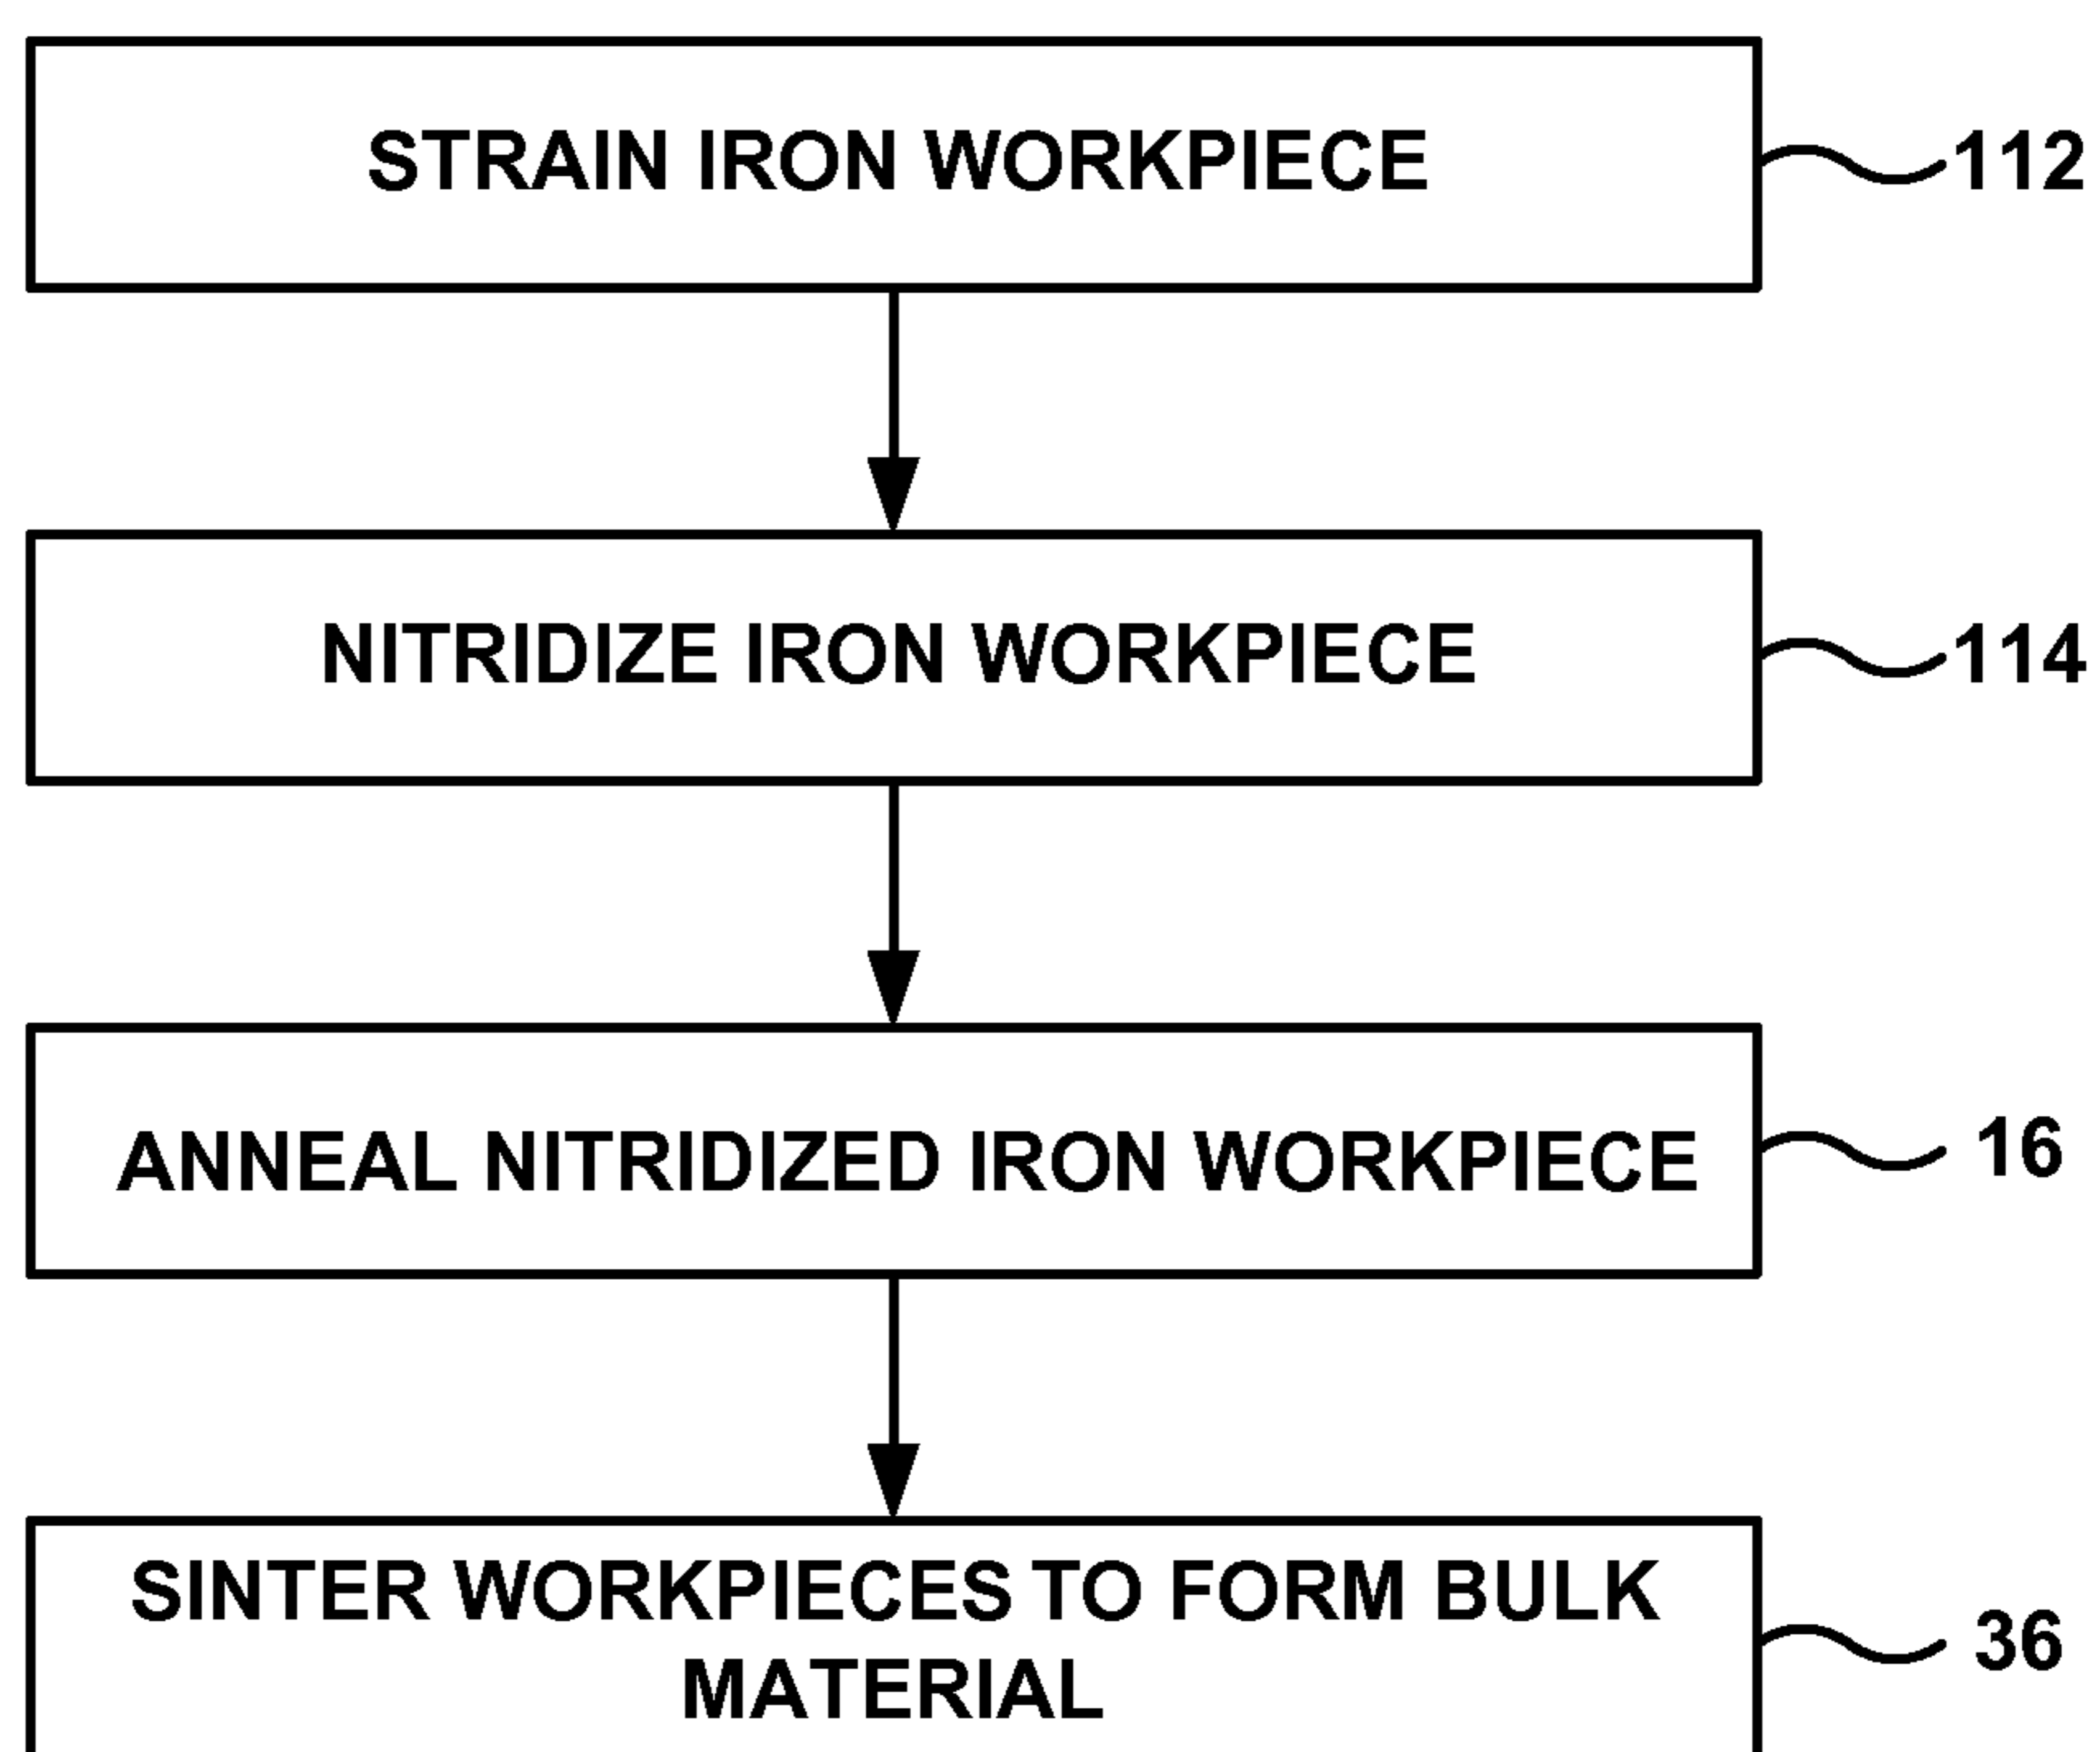 STRAIN IRON WORKPIECE 112
NITRIDIZE IRON WORKPIECE 114
ANNEAL NITRIDIZED IRON WORKPIECE 16
SINTER WORKPIECES TO FORM BULK
MATERIAL
36